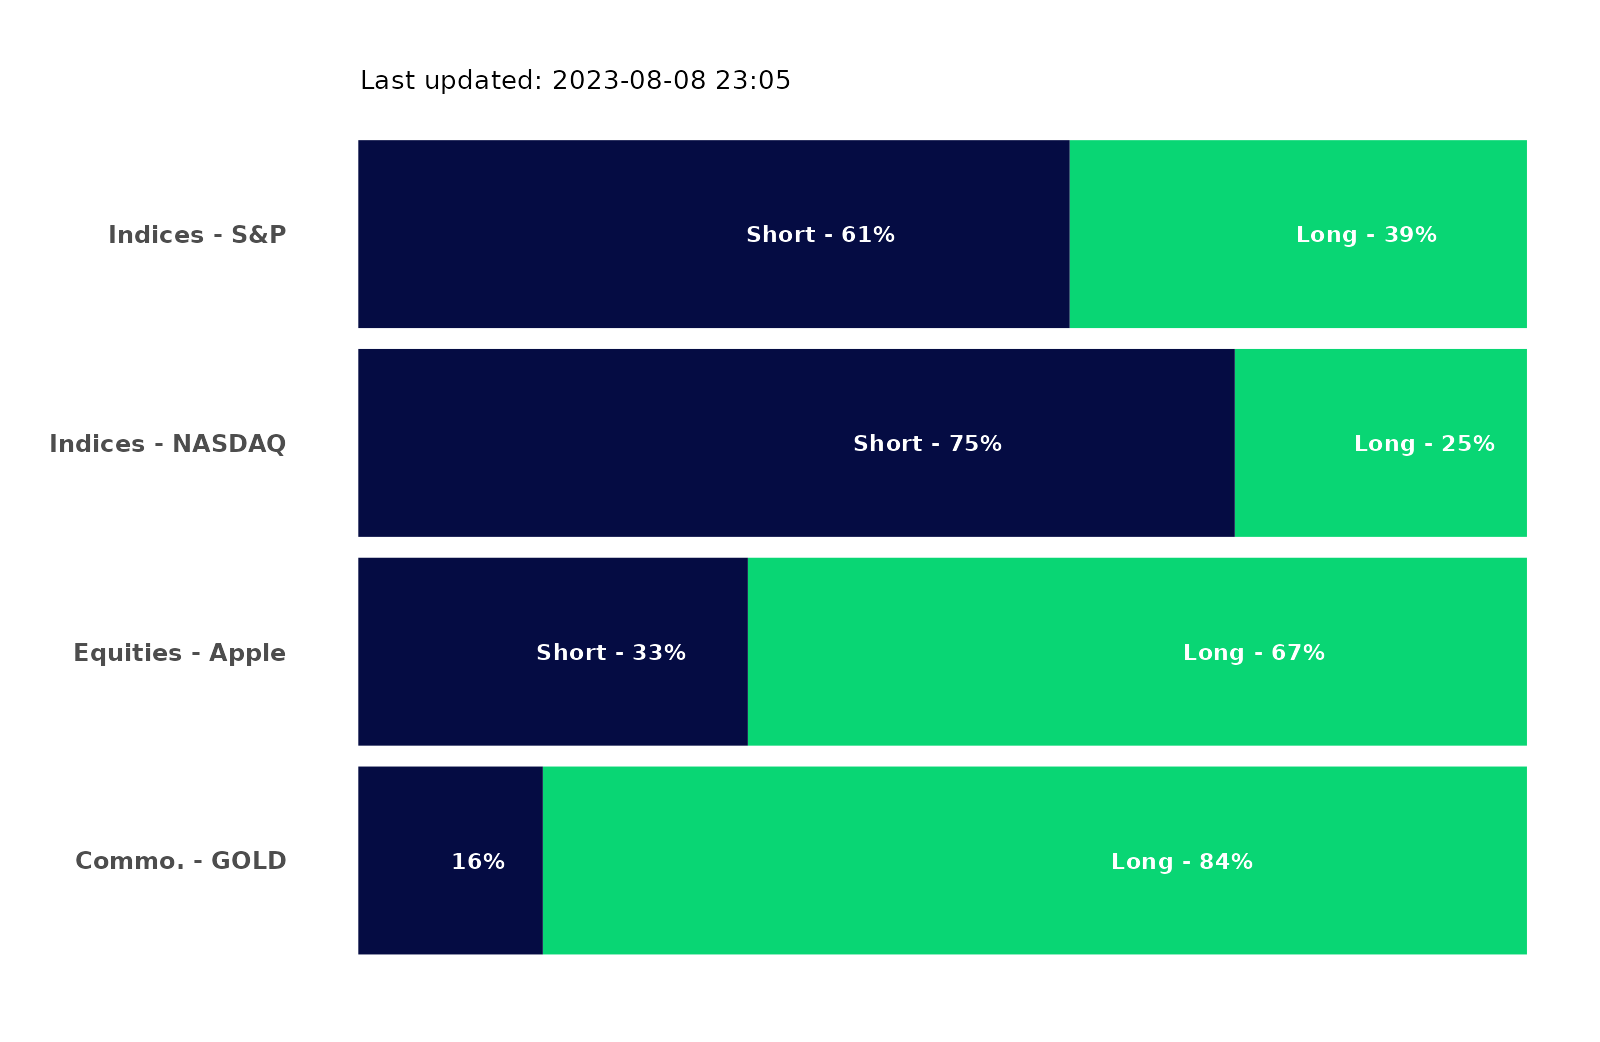 Last updated: 2023-08-08 23:05
Indices - S&P Short - 61% Long - 39%
Indices - NASDAQ Short - 75% Long - 25%
Equities - Apple Short - 33% Long - 67%
Commo. - GOLD 16% Long - 84%